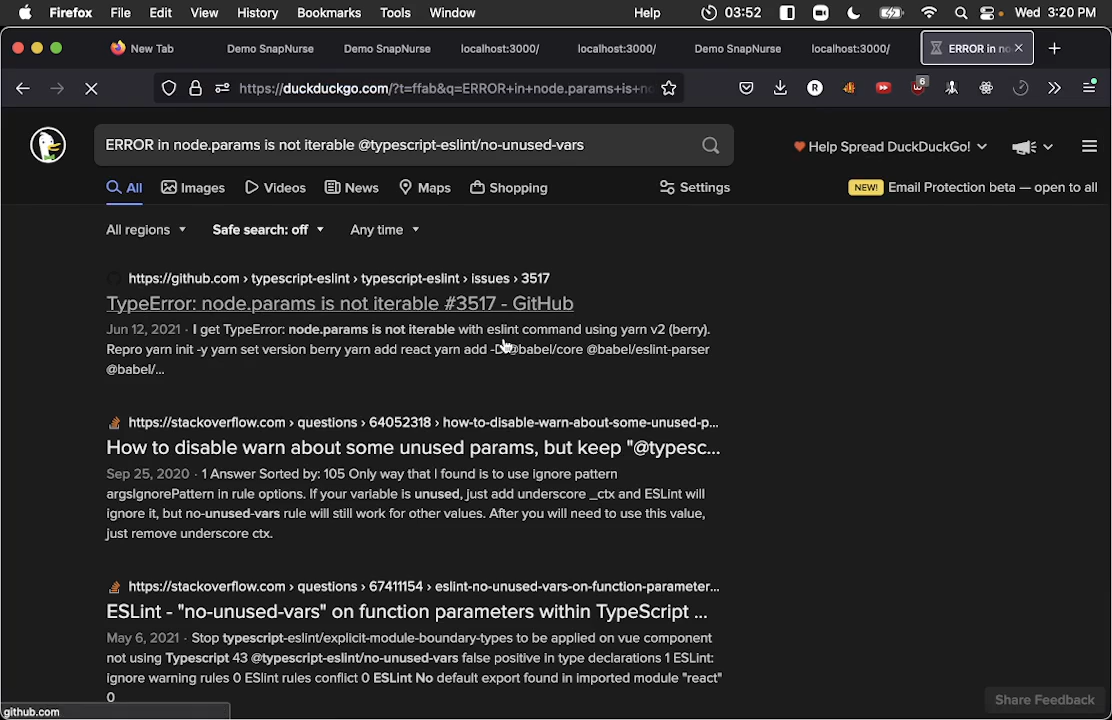 Firefox File Edit View History Bookmarks Tools Window Help 03:52 Wed 3:20 PM
New Tab Demo SnapNurse Demo SnapNurse localhost:3000/ localhost:3000/ Demo SnapNurse localhost:3000/ ERROR in no
https://duckduckgo.com/?t=ffab&q=ERROR+in+node.params+is+no R 6
ERROR in node.params is not iterable @typescript-eslint/no-unused-vars
Help Spread DuckDuckGo!
All Images Videos News Maps Shopping Settings NEW! Email Protection beta — open to all
All regions Safe search: off Any time
https://github.com › typescript-eslint › typescript-eslint › issues › 3517
TypeError: node.params is not iterable #3517 - GitHub
Jun 12, 2021 · I get TypeError: node.params is not iterable with eslint command using yarn v2 (berry).
Repro yarn init -y yarn set version berry yarn add react yarn add -D @babel/core @babel/eslint-parser
@babel/...
https://stackoverflow.com › questions › 64052318 › how-to-disable-warn-about-some-unused-p...
How to disable warn about some unused params, but keep "@typesc...
Sep 25, 2020 · 1 Answer Sorted by: 105 Only way that I found is to use ignore pattern
argsIgnorePattern in rule options. If your variable is unused, just add underscore _ctx and ESLint will
ignore it, but no-unused-vars rule will still work for other values. After you will need to use this value,
just remove underscore ctx.
https://stackoverflow.com › questions › 67411154 › eslint-no-unused-vars-on-function-parameter...
ESLint - "no-unused-vars" on function parameters within TypeScript ...
May 6, 2021 · Stop typescript-eslint/explicit-module-boundary-types to be applied on vue component
not using Typescript 43 @typescript-eslint/no-unused-vars false positive in type declarations 1 ESLint:
ignore warning rules 0 ESlint rules conflict 0 ESLint No default export found in imported module "react"
0
Share Feedback
github.com